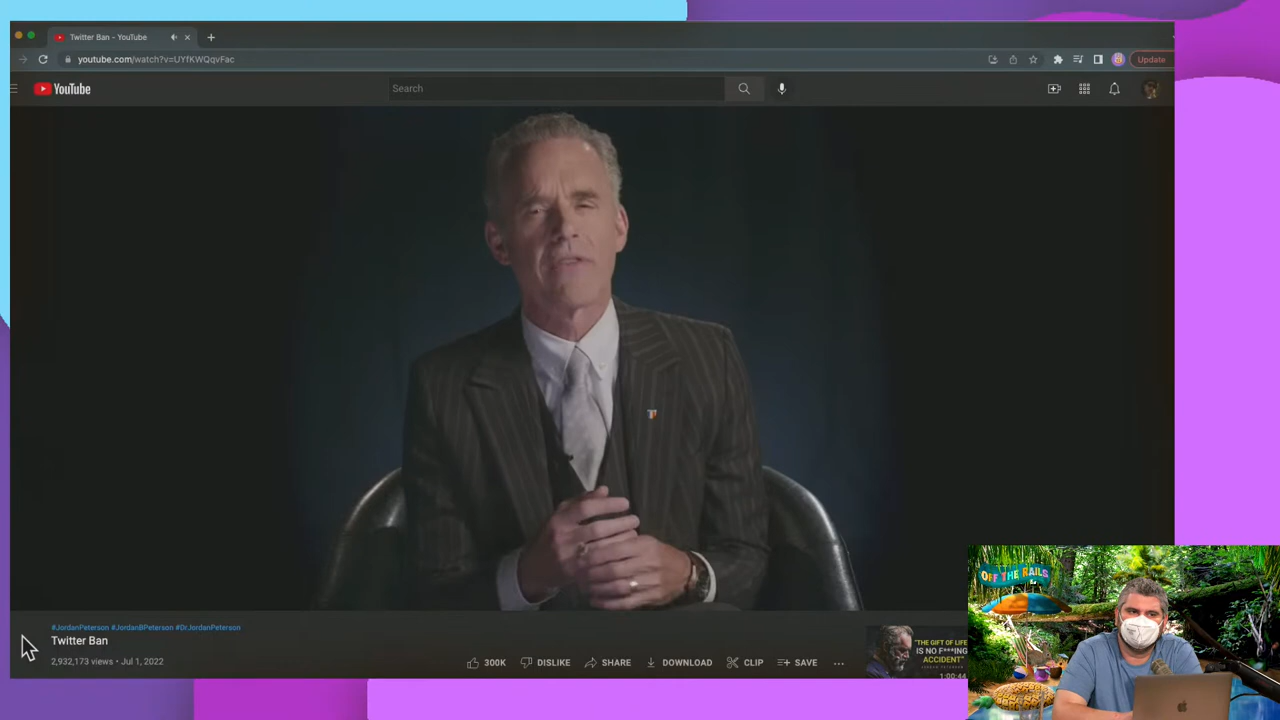 Twitter Ban - YouTube
youtube.com/watch?v=UYfKWQqvFac
Update
YouTube
Search
#JordanPeterson #JordanBPeterson #DrJordanPeterson
Twitter Ban
2,932,173 views • Jul 1, 2022
300K
DISLIKE
SHARE
DOWNLOAD
CLIP
SAVE
"THE GIFT OF LIFE
IS NO F***ING
ACCIDENT"
JORDAN PETERSON
1:00:44
OFF THE RAILS